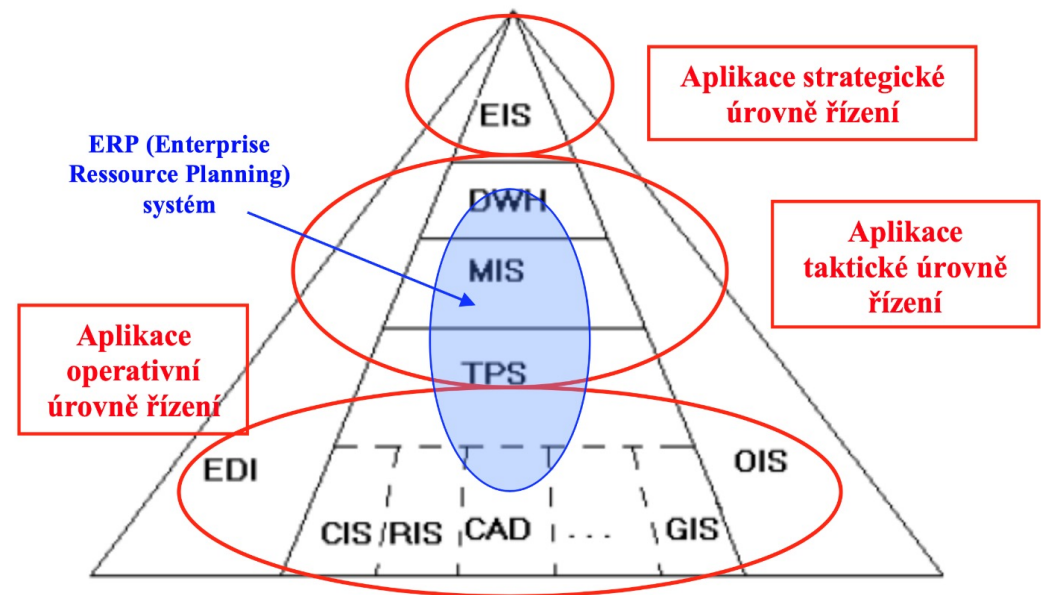 Aplikace strategické
úrovně řízení
EIS
ERP (Enterprise
Ressource Planning)
systém
DWH
Aplikace
taktické úrovně
řízení
MIS
Aplikace
operativní
úrovně řízení
TPS
EDI
OIS
CIS /RIS CAD ... GIS